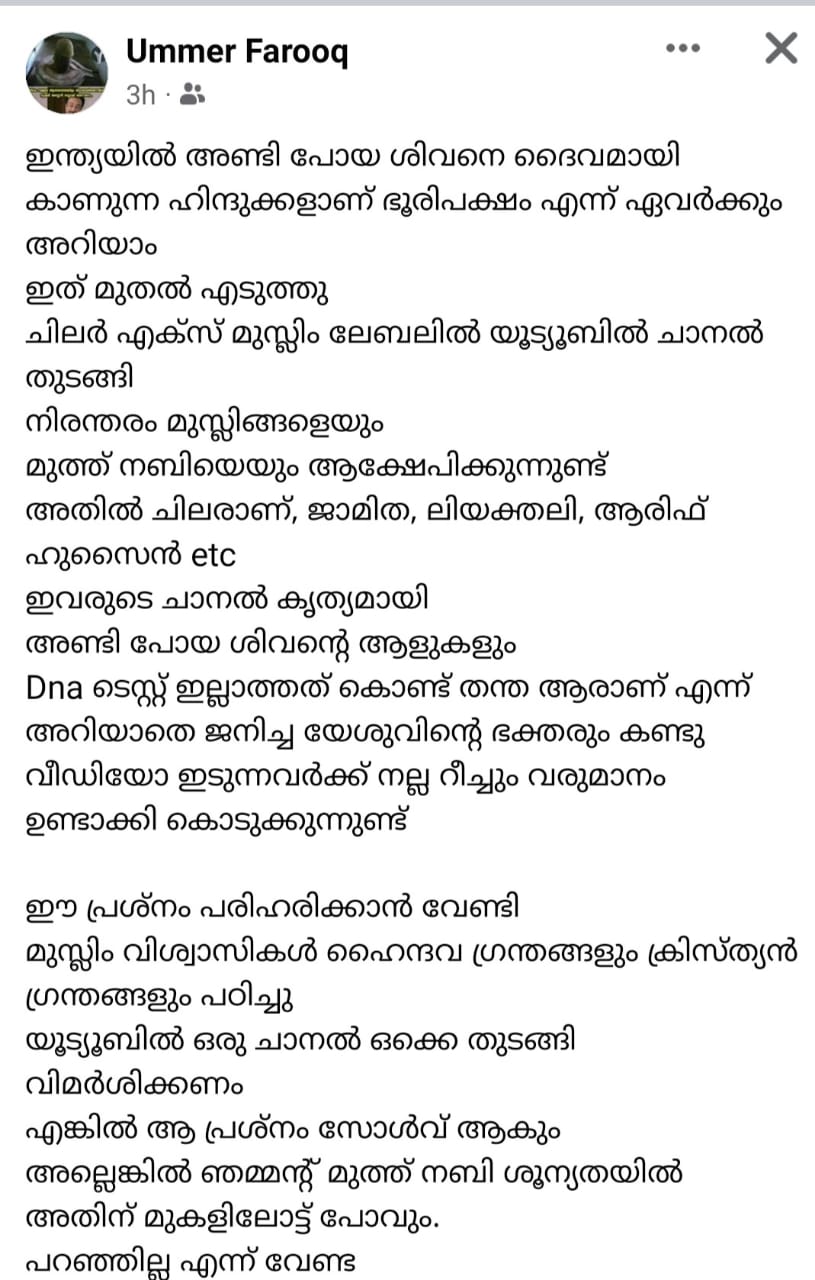 Ummer Farooq
3h ·
ഇന്ത്യയിൽ അണ്ടി പോയ ശിവനെ ദൈവമായി
കാണുന്ന ഹിന്ദുക്കളാണ് ഭൂരിപക്ഷം എന്ന് ഏവർക്കും
അറിയാം
ഇത് മുതൽ എടുത്തു
ചിലർ എക്സ് മുസ്ലിം ലേബലിൽ യൂട്യൂബിൽ ചാനൽ
തുടങ്ങി
നിരന്തരം മുസ്ലിങ്ങളെയും
മുത്ത് നബിയെയും ആക്ഷേപിക്കുന്നുണ്ട്
അതിൽ ചിലരാണ്, ജാമിത, ലിയക്തലി, ആരിഫ്
ഹുസൈൻ etc
ഇവരുടെ ചാനൽ കൃത്യമായി
അണ്ടി പോയ ശിവന്റെ ആളുകളും
Dna ടെസ്റ്റ് ഇല്ലാത്തത് കൊണ്ട് തന്ത ആരാണ് എന്ന്
അറിയാതെ ജനിച്ച യേശുവിന്റെ ഭക്തരും കണ്ടു
വീഡിയോ ഇടുന്നവർക്ക് നല്ല റീച്ചും വരുമാനം
ഉണ്ടാക്കി കൊടുക്കുന്നുണ്ട്
ഈ പ്രശ്നം പരിഹരിക്കാൻ വേണ്ടി
മുസ്ലിം വിശ്വാസികൾ ഹൈന്ദവ ഗ്രന്തങ്ങളും ക്രിസ്ത്യൻ
ഗ്രന്തങ്ങളും പഠിച്ചു
യൂട്യൂബിൽ ഒരു ചാനൽ ഒക്കെ തുടങ്ങി
വിമർശിക്കണം
എങ്കിൽ ആ പ്രശ്നം സോൾവ് ആകും
അല്ലെങ്കിൽ ഞമ്മന്റ് മുത്ത് നബി ശൂന്യതയിൽ
അതിന് മുകളിലോട്ട് പോവും.
പറഞ്ഞില്ല എന്ന് വേണ്ട